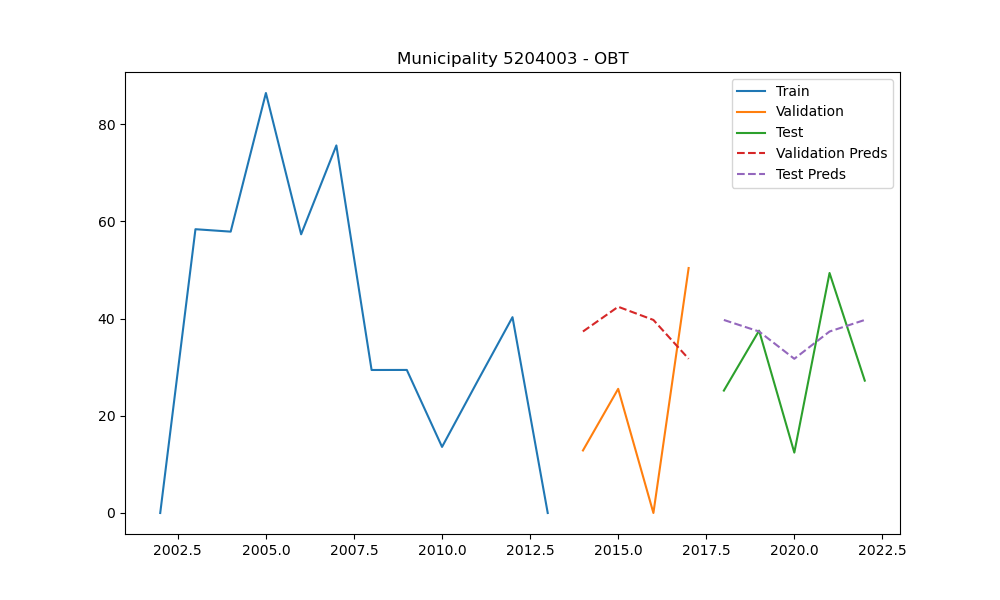 Municipality 5204003 - OBT
Train
Validation
Test
Validation Preds
Test Preds
80
60
40
20
0
2002.5 2005.0 2007.5 2010.0 2012.5 2015.0 2017.5 2020.0 2022.5